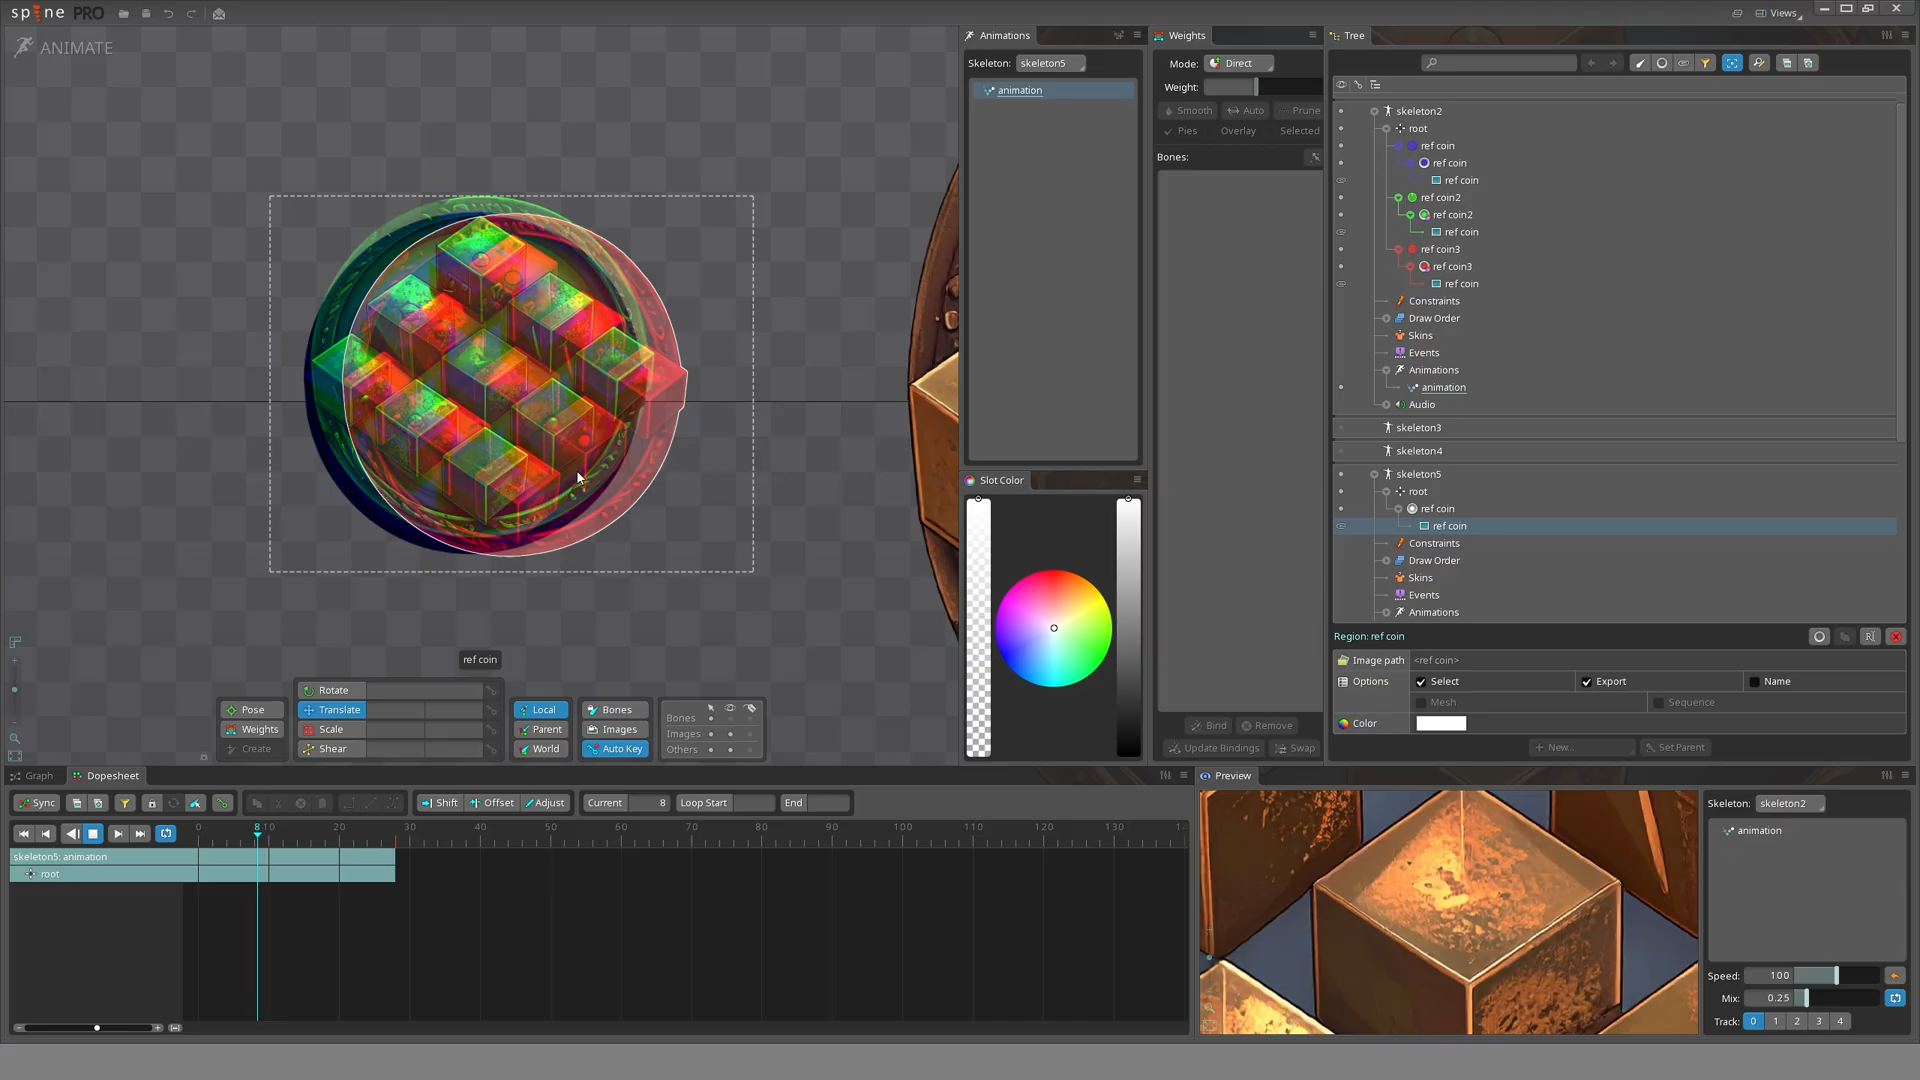 spine PRO
Views
ANIMATE
Animations
Skeleton: skeleton5
animation
Weights
Mode: Direct
Weight:
Smooth Auto Prune
Pies Overlay Selected
Bones:
Bind Remove
Update Bindings Swap
Slot Color
Tree
skeleton2
root
ref coin
ref coin
ref coin
ref coin2
ref coin2
ref coin
ref coin3
ref coin3
ref coin
Constraints
Draw Order
Skins
Events
Animations
animation
Audio
skeleton3
skeleton4
skeleton5
root
ref coin
ref coin
Constraints
Draw Order
Skins
Events
Animations
Region: ref coin
Image path <ref coin>
Options Select Export Name
Mesh Sequence
Color
New... Set Parent
ref coin
Pose
Weights
Create
Rotate
Translate
Scale
Shear
Local
Parent
World
Bones
Images
Auto Key
Bones
Images
Others
Graph Dopesheet
Sync Shift Offset Adjust Current 8 Loop Start End
0 8 10 20 30 40 50 60 70 80 90 100 110 120 130
skeleton5: animation
root
Preview
Skeleton: skeleton2
animation
Speed: 100
Mix: 0.25
Track: 0 1 2 3 4